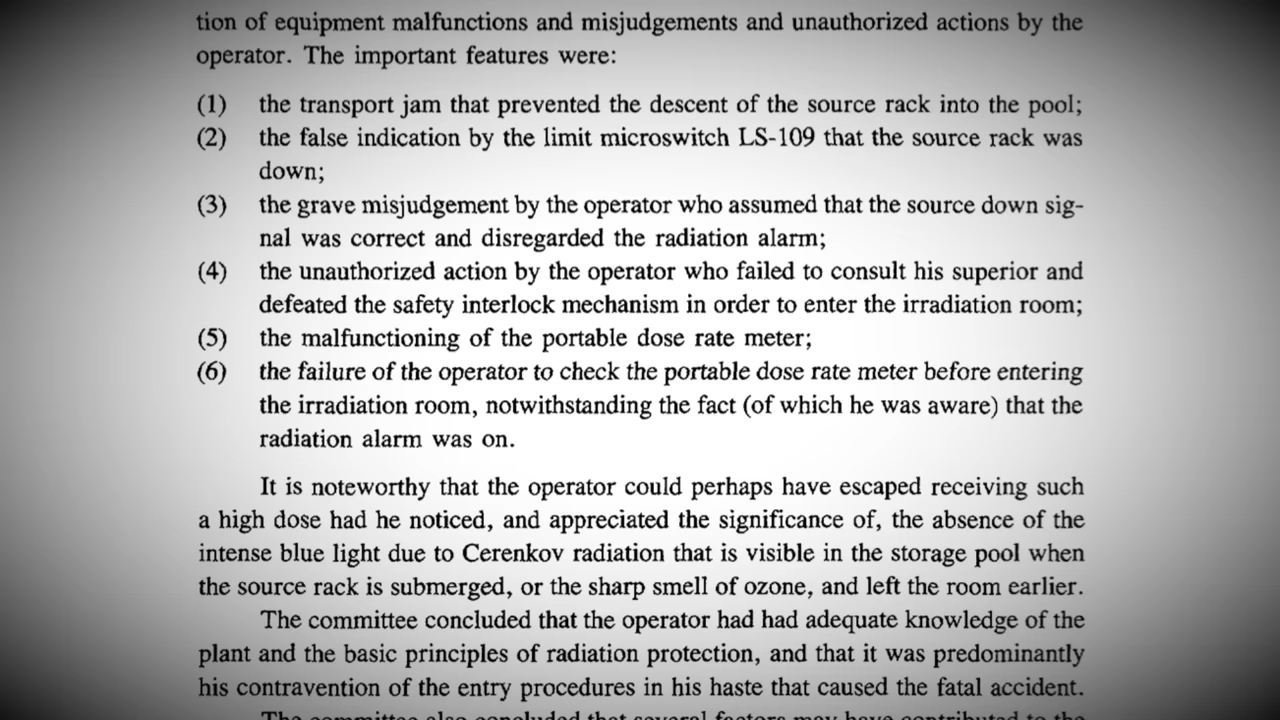 tion of equipment malfunctions and misjudgements and unauthorized actions by the
operator. The important features were:
(1) the transport jam that prevented the descent of the source rack into the pool;
(2) the false indication by the limit microswitch LS-109 that the source rack was
down;
(3) the grave misjudgement by the operator who assumed that the source down sig-
nal was correct and disregarded the radiation alarm;
(4) the unauthorized action by the operator who failed to consult his superior and
defeated the safety interlock mechanism in order to enter the irradiation room;
(5) the malfunctioning of the portable dose rate meter;
(6) the failure of the operator to check the portable dose rate meter before entering
the irradiation room, notwithstanding the fact (of which he was aware) that the
radiation alarm was on.
It is noteworthy that the operator could perhaps have escaped receiving such
a high dose had he noticed, and appreciated the significance of, the absence of the
intense blue light due to Cerenkov radiation that is visible in the storage pool when
the source rack is submerged, or the sharp smell of ozone, and left the room earlier.
The committee concluded that the operator had had adequate knowledge of the
plant and the basic principles of radiation protection, and that it was predominantly
his contravention of the entry procedures in his haste that caused the fatal accident.
The committee also concluded that several factors may have contributed to the